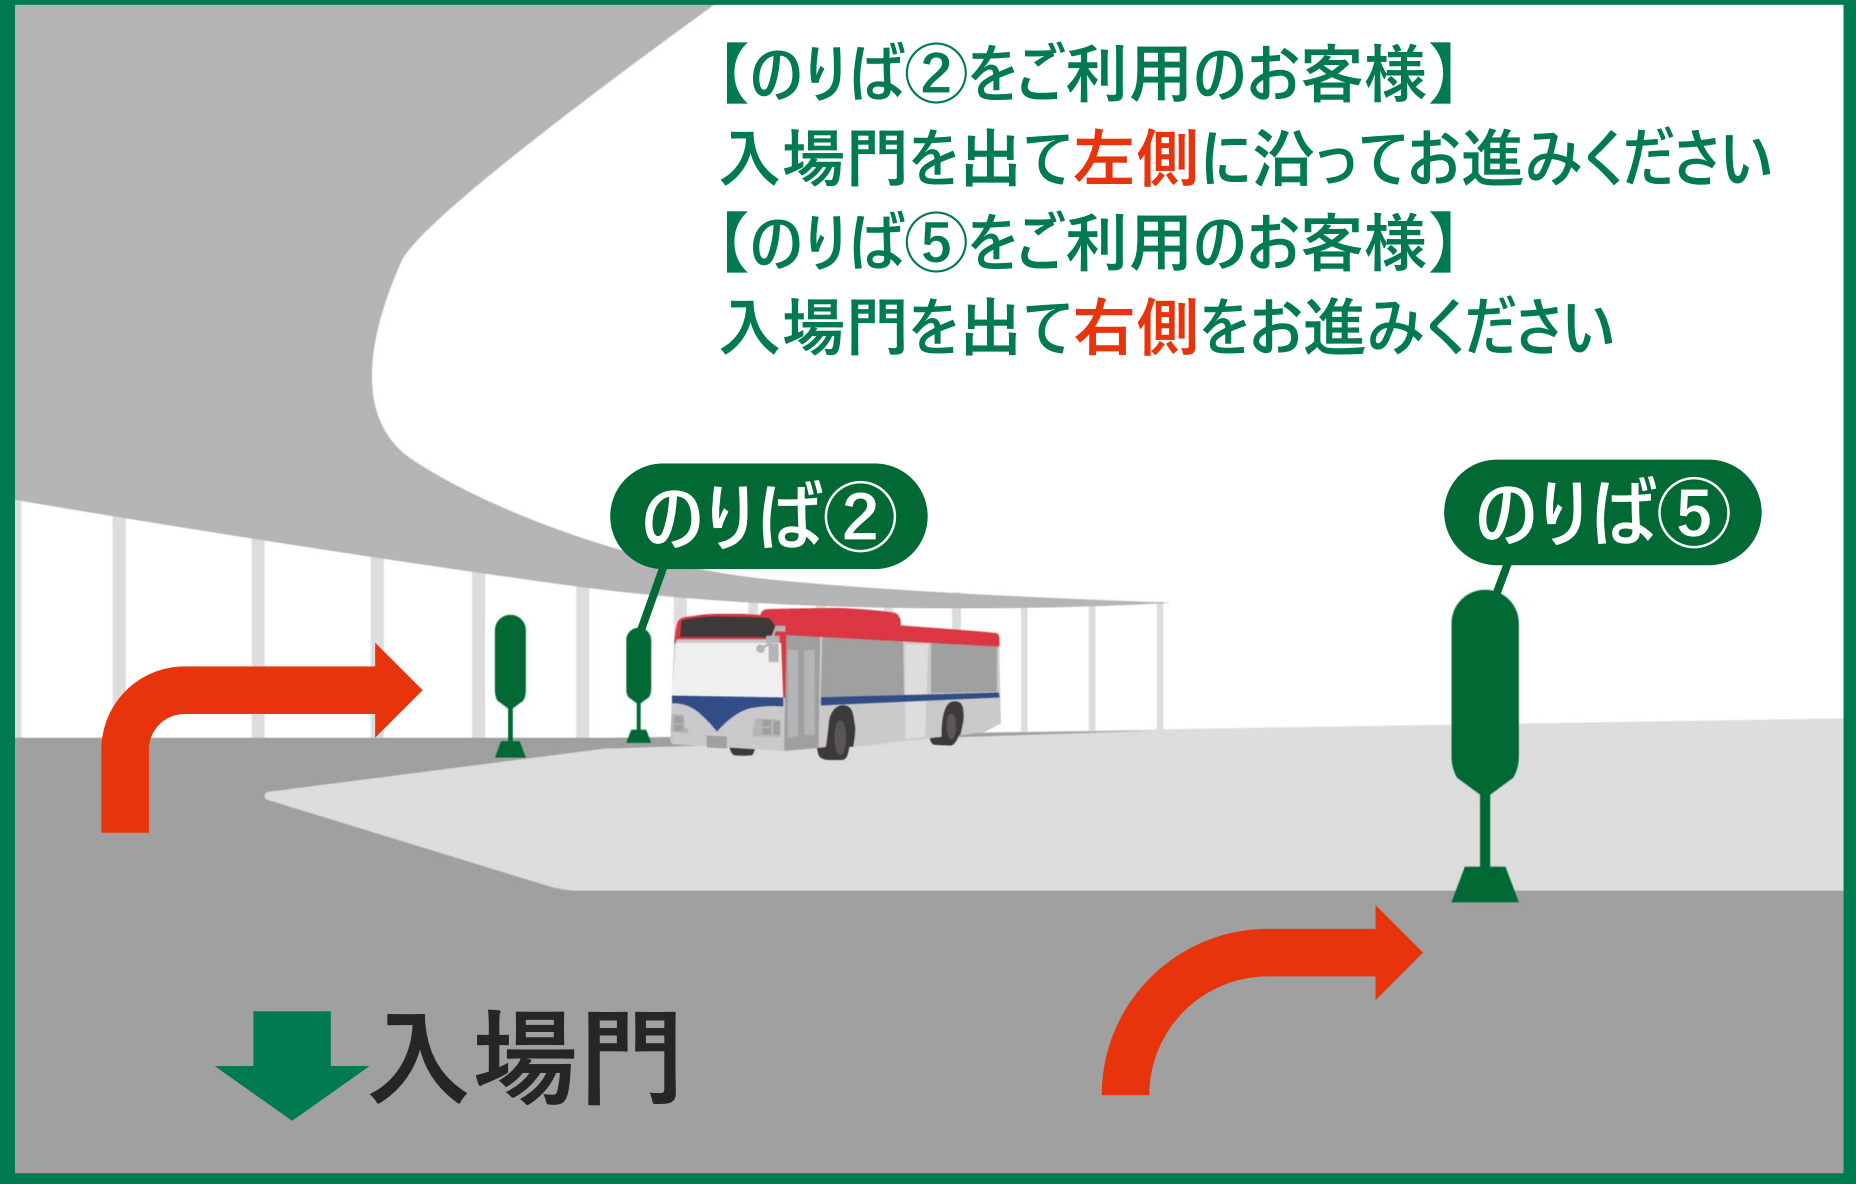 【のりば②をご利用のお客様】
入場門を出て左側に沿ってお進みください
【のりば⑤をご利用のお客様】
入場門を出て右側をお進みください
のりば②
のりば⑤
入場門